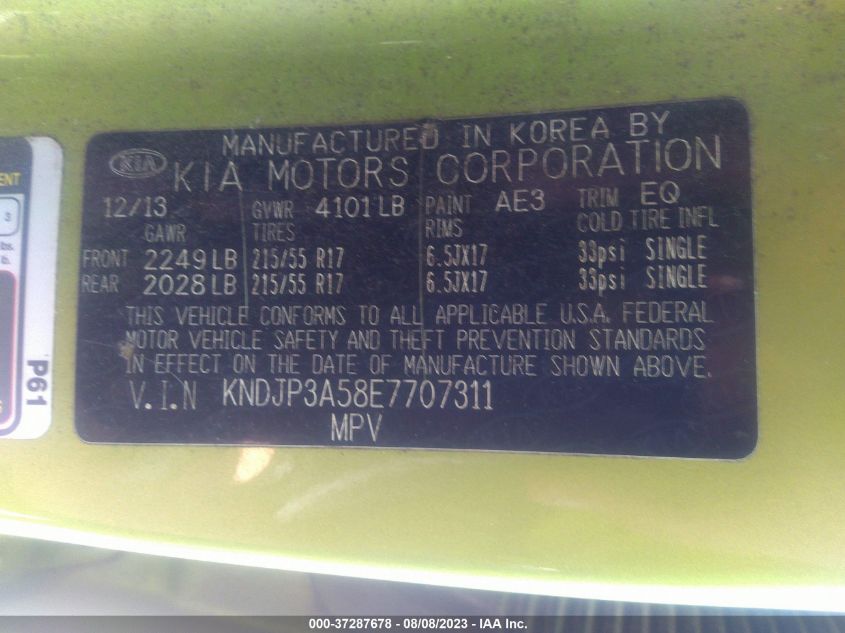 MANUFACTURED IN KOREA BY
KIA KIA MOTORS CORPORATION
12/13 GVWR 4101LB PAINT AE3 TRIM EQ
GAWR TIRES RIMS COLD TIRE INFL
FRONT 2249LB 215/55 R17 6.5JX17 33psi SINGLE
REAR 2028LB 215/55 R17 6.5JX17 33psi SINGLE
THIS VEHICLE CONFORMS TO ALL APPLICABLE U.S.A. FEDERAL
MOTOR VEHICLE SAFETY AND THEFT PREVENTION STANDARDS
IN EFFECT ON THE DATE OF MANUFACTURE SHOWN ABOVE.
V.I.N KNDJP3A58E7707311
MPV
3
P61
000-37287678 - 08/08/2023 - IAA Inc.